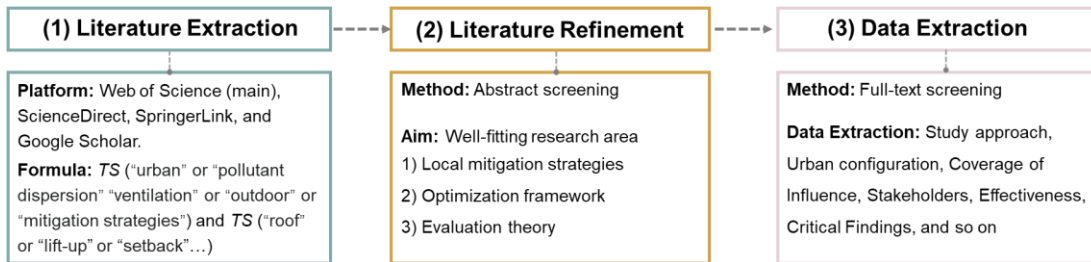 (1) Literature Extraction
Platform: Web of Science (main),
ScienceDirect, SpringerLink, and
Google Scholar.
Formula: TS (“urban” or “pollutant
dispersion” “ventilation” or “outdoor” or
“mitigation strategies”) and TS (“roof”
or “lift-up” or “setback”…)
(2) Literature Refinement
Method: Abstract screening
Aim: Well-fitting research area
1) Local mitigation strategies
2) Optimization framework
3) Evaluation theory
(3) Data Extraction
Method: Full-text screening
Data Extraction: Study approach,
Urban configuration, Coverage of
Influence, Stakeholders, Effectiveness,
Critical Findings, and so on